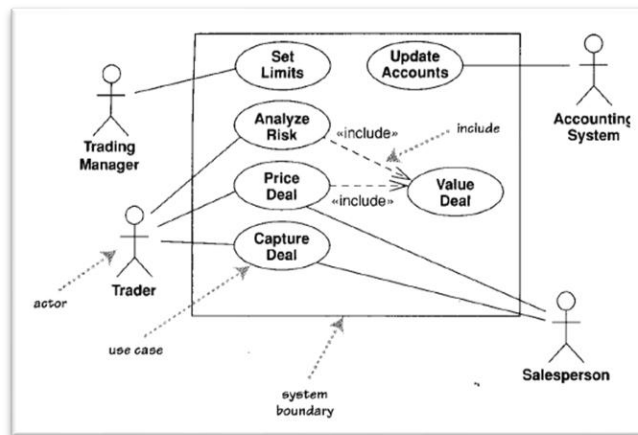 Set
Limits
Update
Accounts
Trading
Manager
Accounting
System
Analyze
Risk
«include»
include
Price
Deal
«include»
Value
Deal
Capture
Deal
Trader
actor
use case
system
boundary
Salesperson